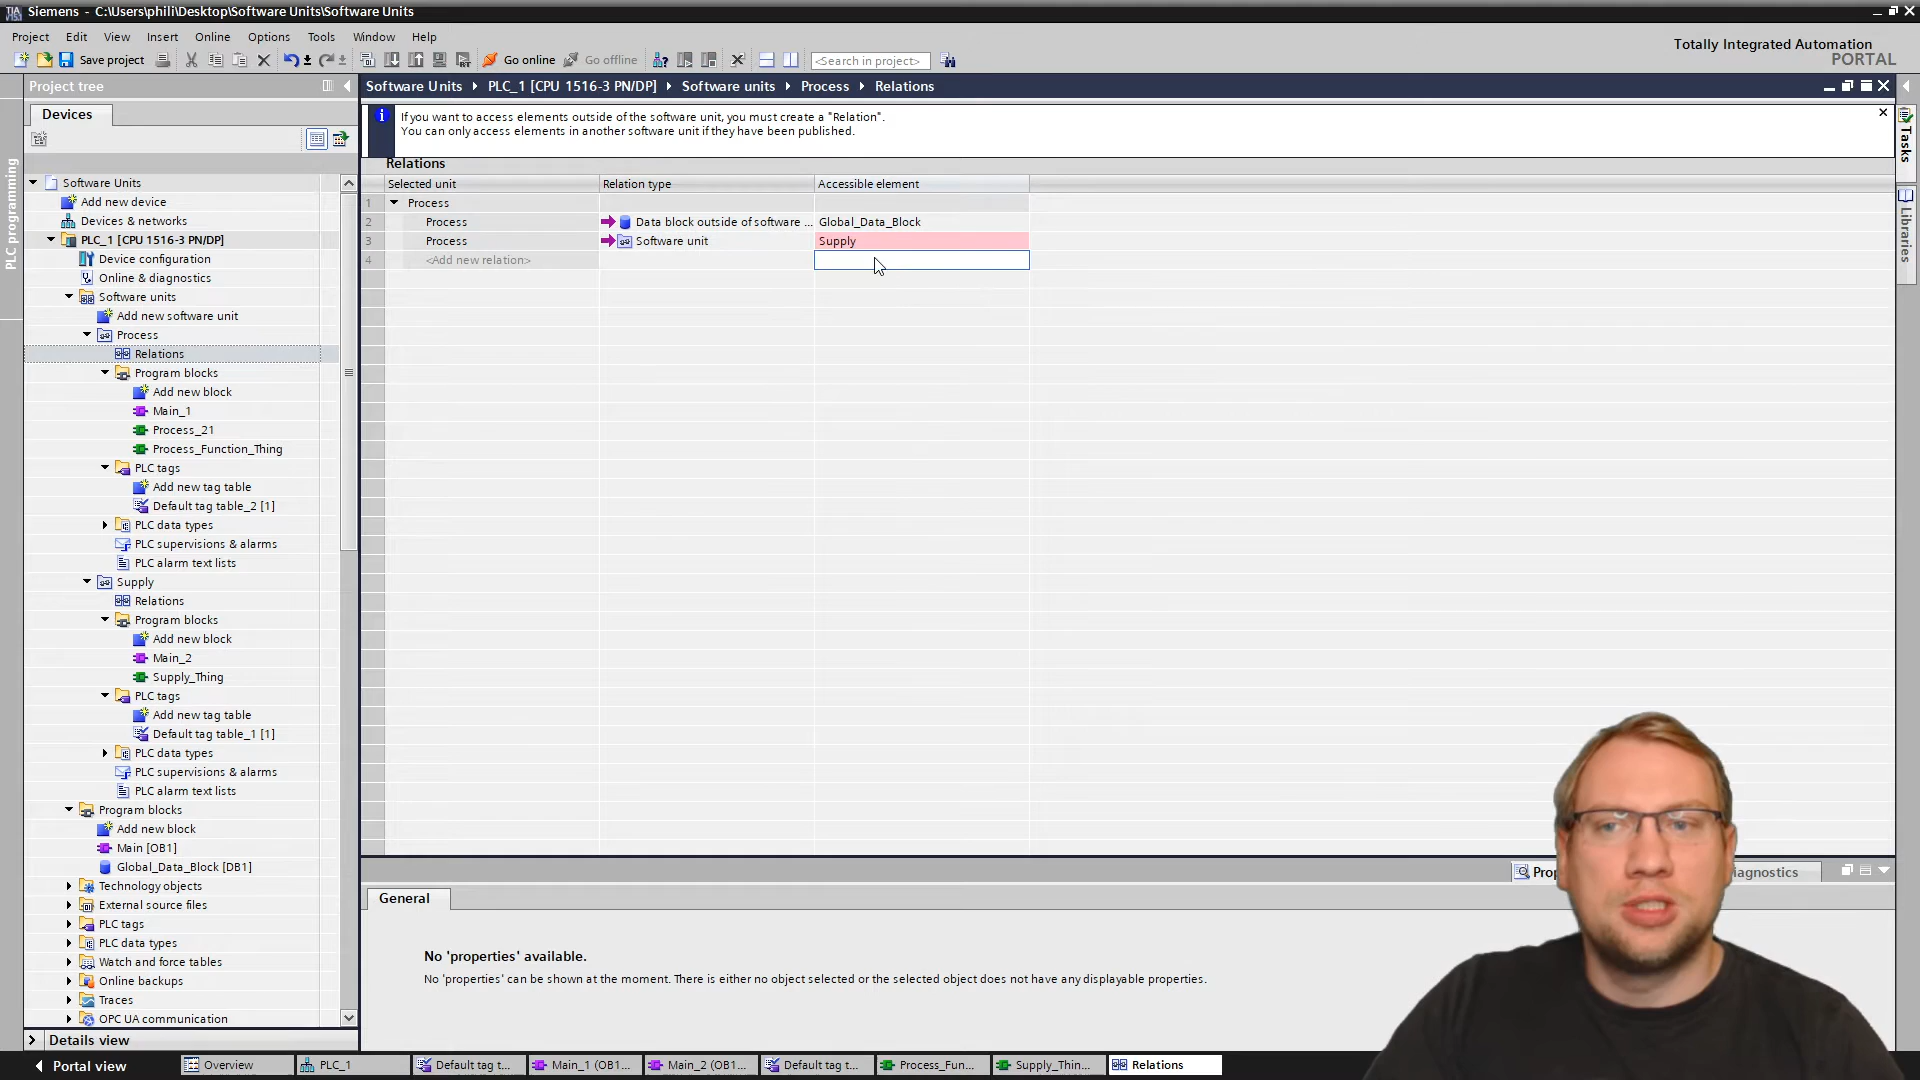 Siemens - C:\Users\phili\Desktop\Software Units\Software Units
Project Edit View Insert Online Options Tools Window Help
Totally Integrated Automation
PORTAL
Save project
Go online
Go offline
<Search in project>
Project tree
Software Units PLC_1 [CPU 1516-3 PN/DP] Software units Process Relations
Devices
If you want to access elements outside of the software unit, you must create a "Relation".
You can only access elements in another software unit if they have been published.
PLC programming
Tasks
Libraries
Software Units
Add new device
Devices & networks
PLC_1 [CPU 1516-3 PN/DP]
Device configuration
Online & diagnostics
Software units
Add new software unit
Process
Relations
Program blocks
Add new block
Main_1
Process_21
Process_Function_Thing
PLC tags
Add new tag table
Default tag table_2 [1]
PLC data types
PLC supervisions & alarms
PLC alarm text lists
Supply
Relations
Program blocks
Add new block
Main_2
Supply_Thing
PLC tags
Add new tag table
Default tag table_1 [1]
PLC data types
PLC supervisions & alarms
PLC alarm text lists
Program blocks
Add new block
Main [OB1]
Global_Data_Block [DB1]
Technology objects
External source files
PLC tags
PLC data types
Watch and force tables
Online backups
Traces
OPC UA communication
Details view
Relations
Selected unit Relation type Accessible element
1 Process
2 Process Data block outside of software ... Global_Data_Block
3 Process Software unit Supply
4 <Add new relation>
Prop
iagnostics
General
No 'properties' available.
No 'properties' can be shown at the moment. There is either no object selected or the selected object does not have any displayable properties.
Portal view Overview PLC_1 Default tag t... Main_1 (OB1... Main_2 (OB1... Default tag t... Process_Fun... Supply_Thin... Relations